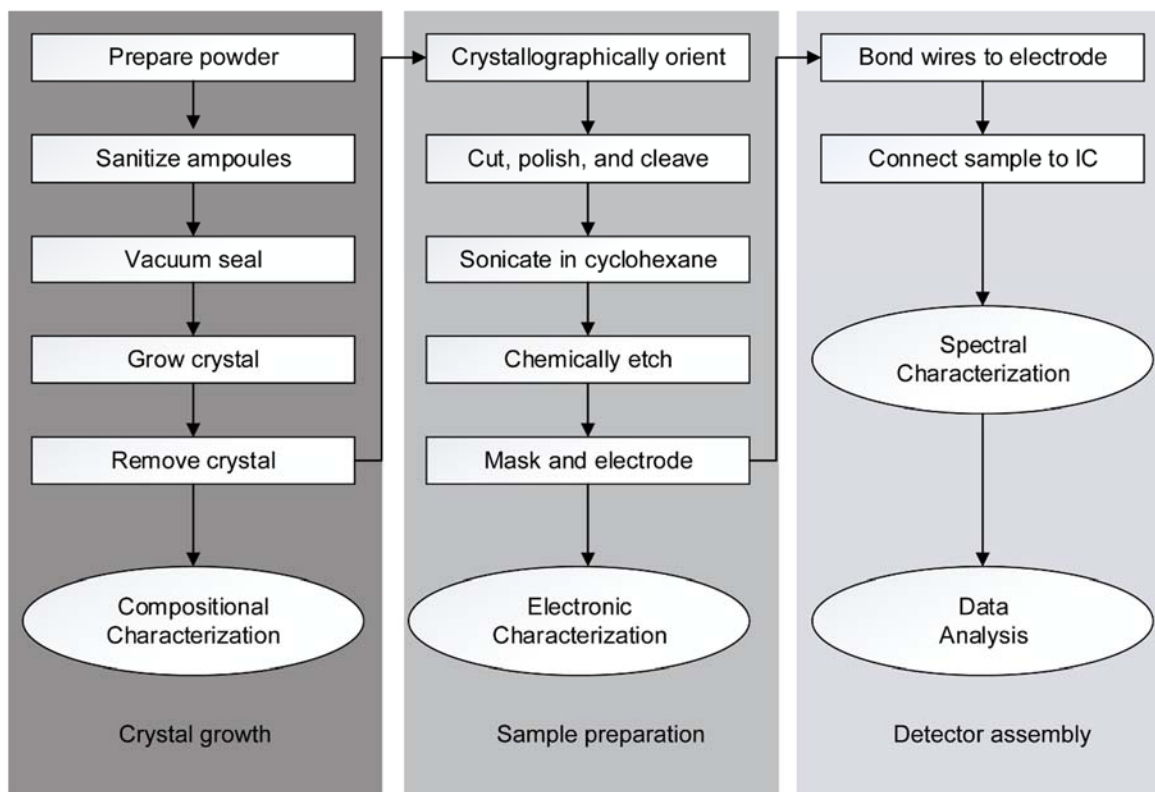 Prepare powder
Sanitize ampoules
Vacuum seal
Grow crystal
Remove crystal
Compositional
Characterization
Crystal growth
Crystallographically orient
Cut, polish, and cleave
Sonicate in cyclohexane
Chemically etch
Mask and electrode
Electronic
Characterization
Sample preparation
Bond wires to electrode
Connect sample to IC
Spectral
Characterization
Data
Analysis
Detector assembly